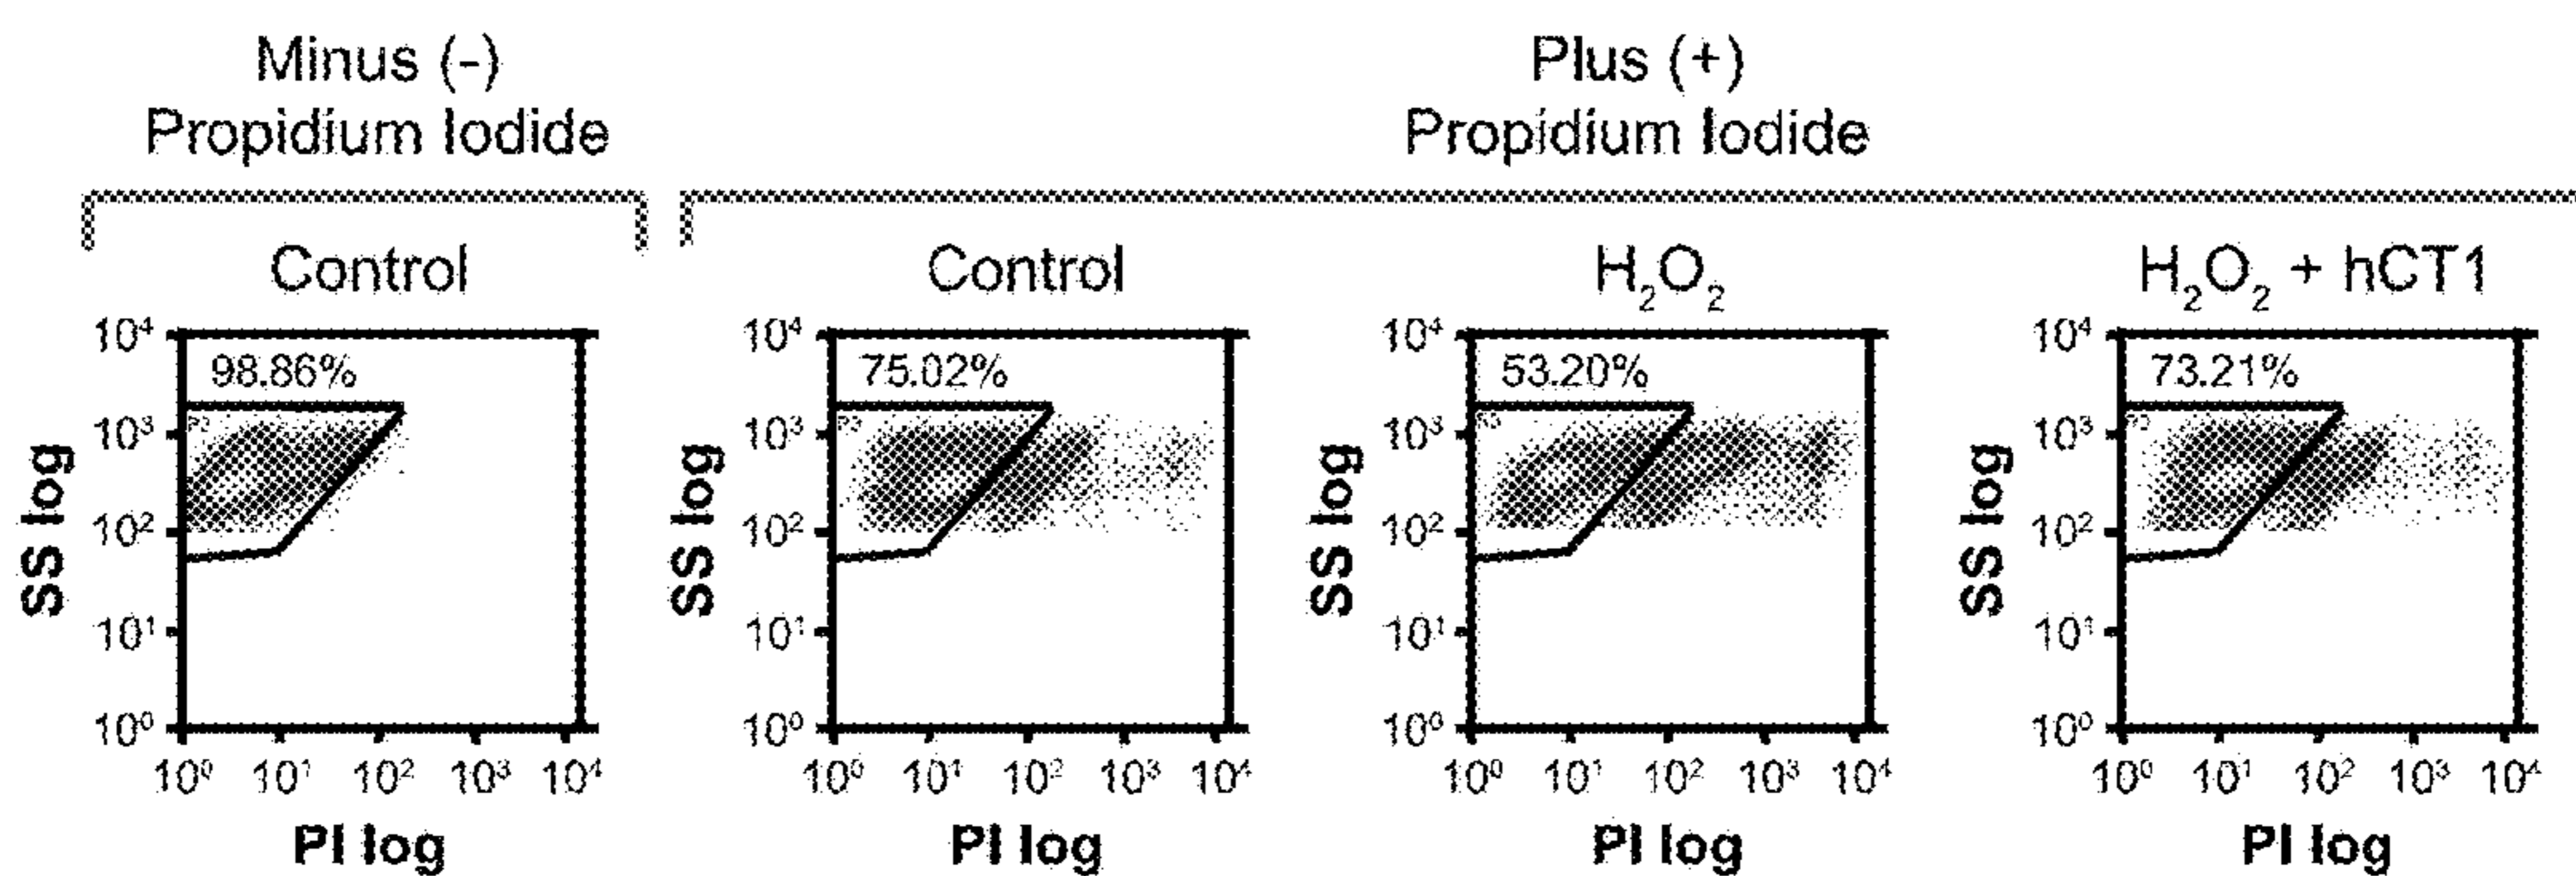 Minus (-)
Propidium Iodide
Plus (+)
Propidium Iodide
Control
Control
H₂O₂
H₂O₂ + hCT1
98.86%
75.02%
53.20%
73.21%
SS log
10⁴
10³
10²
10¹
10⁰
10⁰ 10¹ 10² 10³ 10⁴
PI log
SS log
10⁴
10³
10²
10¹
10⁰
10⁰ 10¹ 10² 10³ 10⁴
PI log
SS log
10⁴
10³
10²
10¹
10⁰
10⁰ 10¹ 10² 10³ 10⁴
PI log
SS log
10⁴
10³
10²
10¹
10⁰
10⁰ 10¹ 10² 10³ 10⁴
PI log